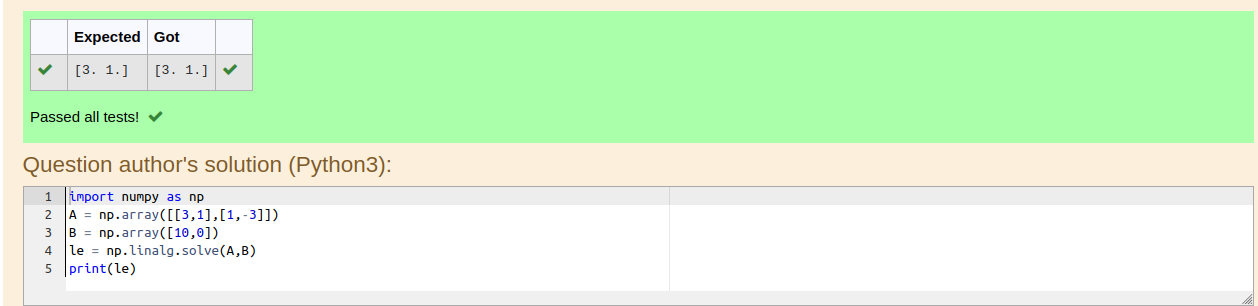 Expected Got
[3. 1.] [3. 1.]
Passed all tests!
Question author's solution (Python3):
1 import numpy as np
2 A = np.array([[3,1],[1,-3]])
3 B = np.array([10,0])
4 le = np.linalg.solve(A,B)
5 print(le)